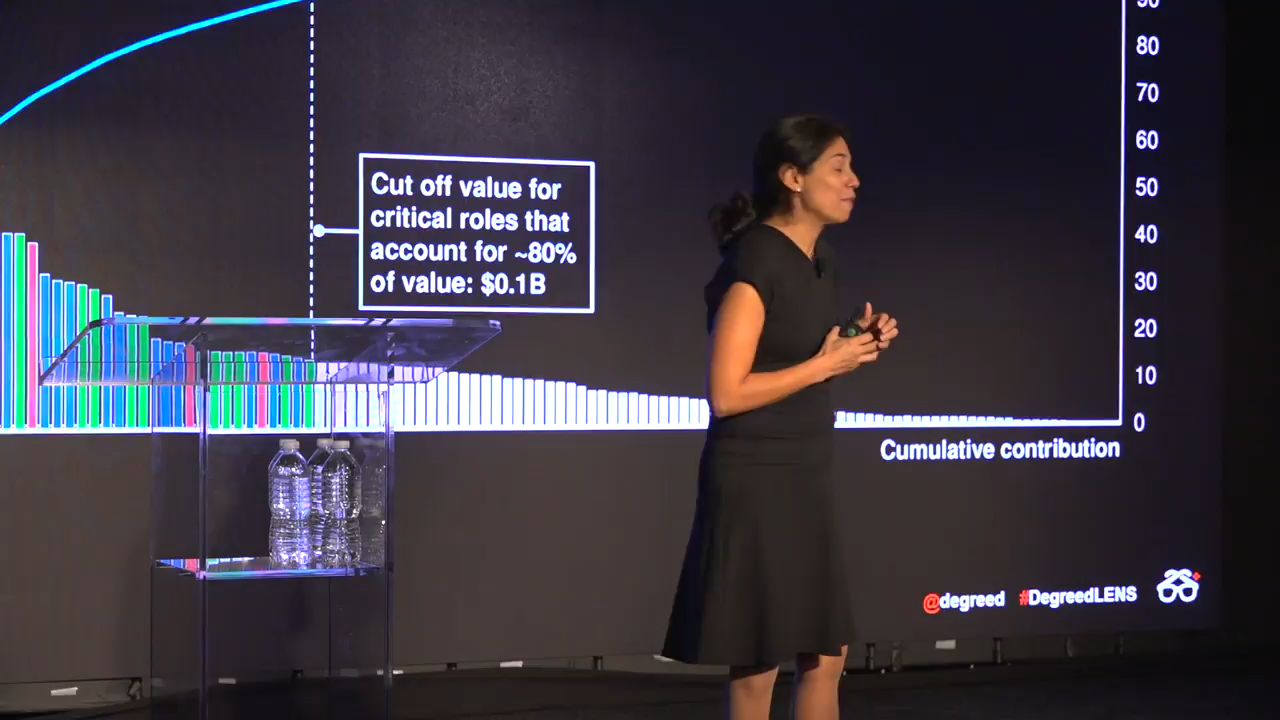 90
80
70
60
50
40
30
20
10
0
Cut off value for
critical roles that
account for ~80%
of value: $0.1B
Cumulative contribution
@degreed #DegreedLENS